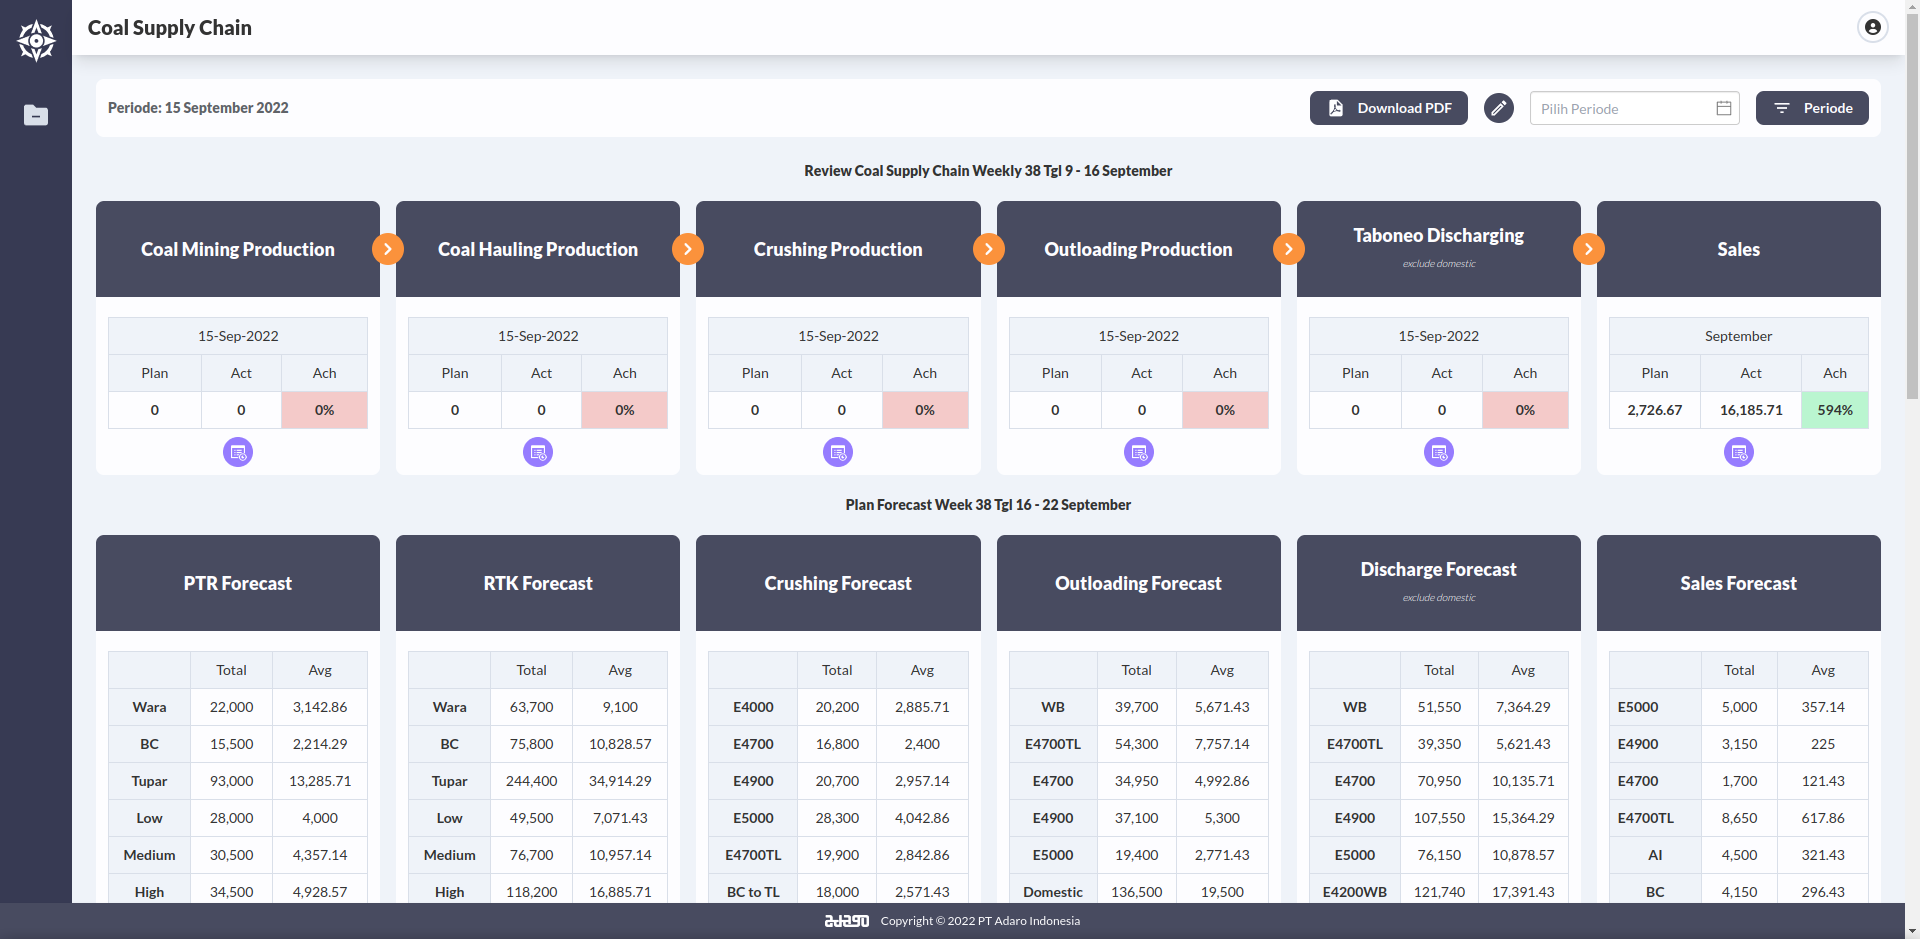 Coal Supply Chain
Periode: 15 September 2022
Download PDF
Pilih Periode
Periode
Review Coal Supply Chain Weekly 38 Tgl 9 - 16 September
Coal Mining Production
Coal Hauling Production
Crushing Production
Outloading Production
Taboneo Discharging
exclude domestic
Sales
15-Sep-2022
Plan Act Ach
0 0 0%
15-Sep-2022
Plan Act Ach
0 0 0%
15-Sep-2022
Plan Act Ach
0 0 0%
15-Sep-2022
Plan Act Ach
0 0 0%
15-Sep-2022
Plan Act Ach
0 0 0%
September
Plan Act Ach
2,726.67 16,185.71 594%
Plan Forecast Week 38 Tgl 16 - 22 September
PTR Forecast
Total Avg
Wara 22,000 3,142.86
BC 15,500 2,214.29
Tupar 93,000 13,285.71
Low 28,000 4,000
Medium 30,500 4,357.14
High 34,500 4,928.57
RTK Forecast
Total Avg
Wara 63,700 9,100
BC 75,800 10,828.57
Tupar 244,400 34,914.29
Low 49,500 7,071.43
Medium 76,700 10,957.14
High 118,200 16,885.71
Crushing Forecast
Total Avg
E4000 20,200 2,885.71
E4700 16,800 2,400
E4900 20,700 2,957.14
E5000 28,300 4,042.86
E4700TL 19,900 2,842.86
BC to TL 18,000 2,571.43
Outloading Forecast
Total Avg
WB 39,700 5,671.43
E4700TL 54,300 7,757.14
E4700 34,950 4,992.86
E4900 37,100 5,300
E5000 19,400 2,771.43
Domestic 136,500 19,500
Discharge Forecast
exclude domestic
Total Avg
WB 51,550 7,364.29
E4700TL 39,350 5,621.43
E4700 70,950 10,135.71
E4900 107,550 15,364.29
E5000 76,150 10,878.57
E4200WB 121,740 17,391.43
Sales Forecast
Total Avg
E5000 5,000 357.14
E4900 3,150 225
E4700 1,700 121.43
E4700TL 8,650 617.86
AI 4,500 321.43
BC 4,150 296.43
adaro Copyright © 2022 PT Adaro Indonesia